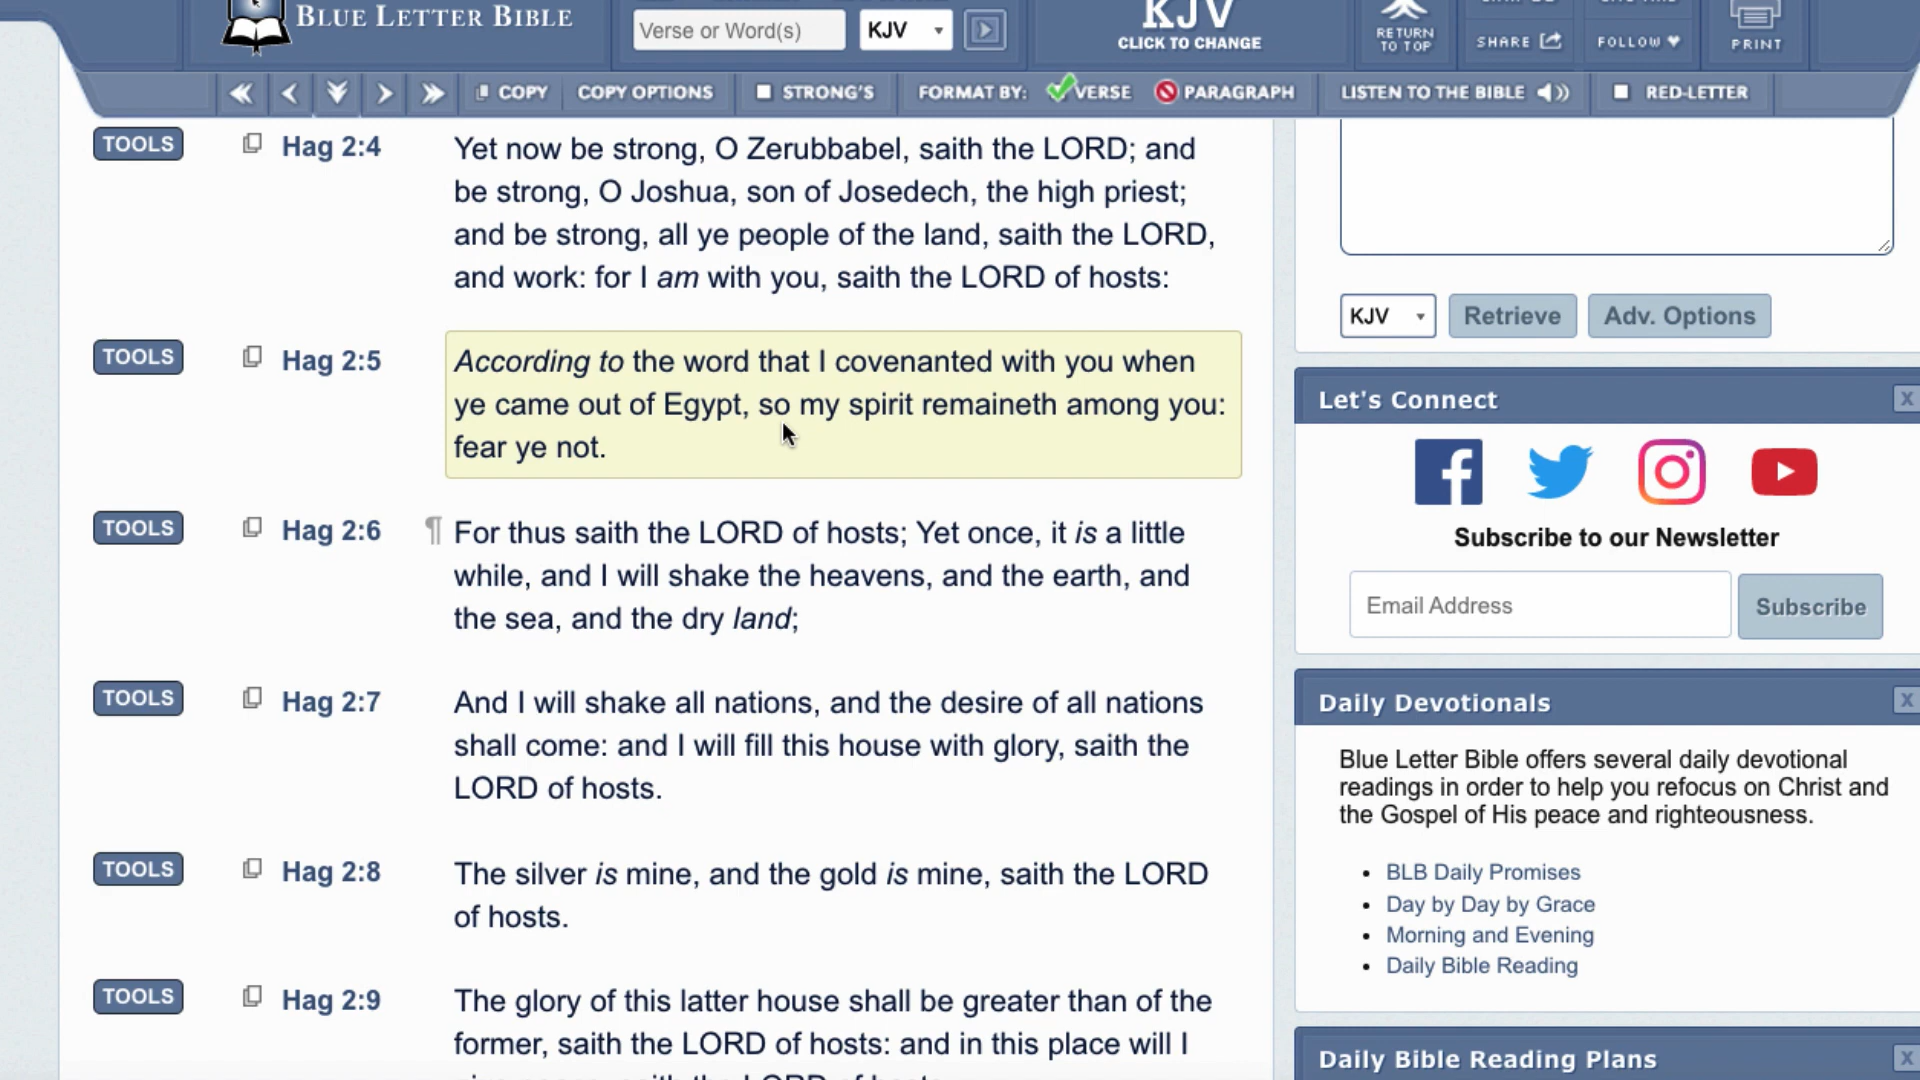 BLUE LETTER BIBLE
Verse or Word(s)
KJV
KJV
CLICK TO CHANGE
RETURN
TO TOP
SHARE
FOLLOW
PRINT
COPY
COPY OPTIONS
STRONG'S
FORMAT BY:
VERSE
PARAGRAPH
LISTEN TO THE BIBLE
RED-LETTER
TOOLS
Hag 2:4
Yet now be strong, O Zerubbabel, saith the LORD; and
be strong, O Joshua, son of Josedech, the high priest;
and be strong, all ye people of the land, saith the LORD,
and work: for I am with you, saith the LORD of hosts:
TOOLS
Hag 2:5
According to the word that I covenanted with you when
ye came out of Egypt, so my spirit remaineth among you:
fear ye not.
TOOLS
Hag 2:6
¶ For thus saith the LORD of hosts; Yet once, it is a little
while, and I will shake the heavens, and the earth, and
the sea, and the dry land;
TOOLS
Hag 2:7
And I will shake all nations, and the desire of all nations
shall come: and I will fill this house with glory, saith the
LORD of hosts.
TOOLS
Hag 2:8
The silver is mine, and the gold is mine, saith the LORD
of hosts.
TOOLS
Hag 2:9
The glory of this latter house shall be greater than of the
former, saith the LORD of hosts: and in this place will I
KJV
Retrieve
Adv. Options
Let's Connect
X
Subscribe to our Newsletter
Email Address
Subscribe
Daily Devotionals
X
Blue Letter Bible offers several daily devotional
readings in order to help you refocus on Christ and
the Gospel of His peace and righteousness.
• BLB Daily Promises
• Day by Day by Grace
• Morning and Evening
• Daily Bible Reading
Daily Bible Reading Plans
X